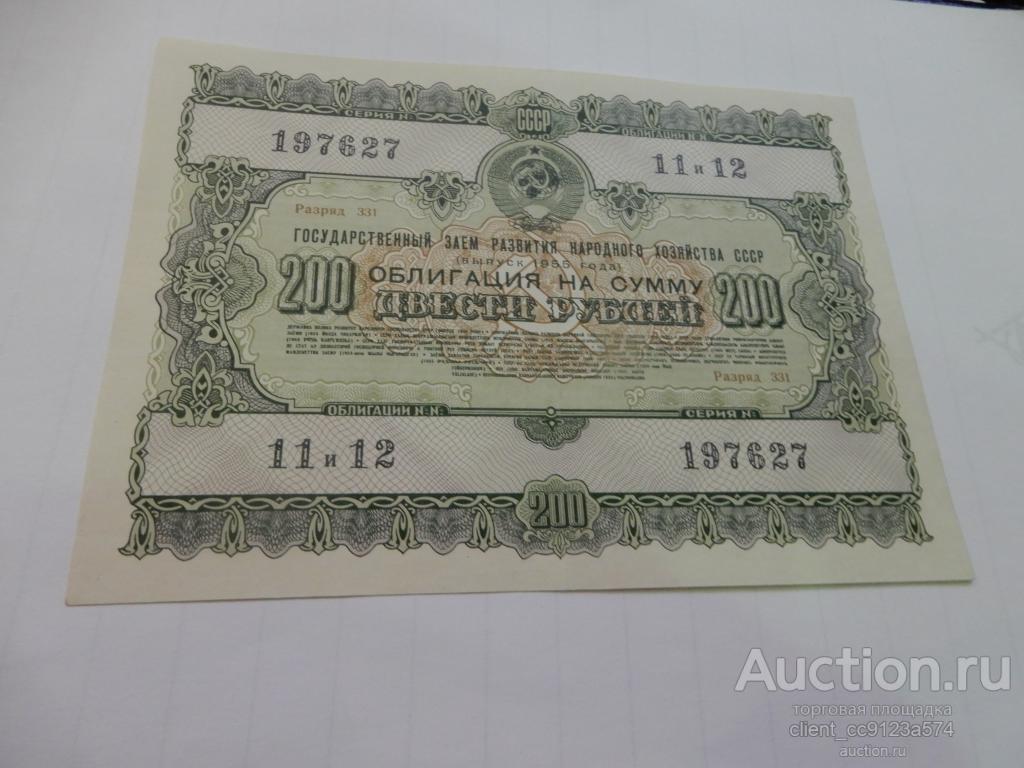 СССР
СЕРИЯ №
ОБЛИГАЦИИ №№
197627
11 и 12
Разряд 331
ГОСУДАРСТВЕННЫЙ ЗАЕМ РАЗВИТИЯ НАРОДНОГО ХОЗЯЙСТВА СССР
(выпуск 1955 года)
ОБЛИГАЦИЯ НА СУММУ
200 ДВЕСТИ РУБЛЕЙ 200
Разряд 331
ОБЛИГАЦИИ №№
СЕРИЯ №
11 и 12
197627
200
Auction.ru
торговая площадка
client_cc9123a574
auction.ru